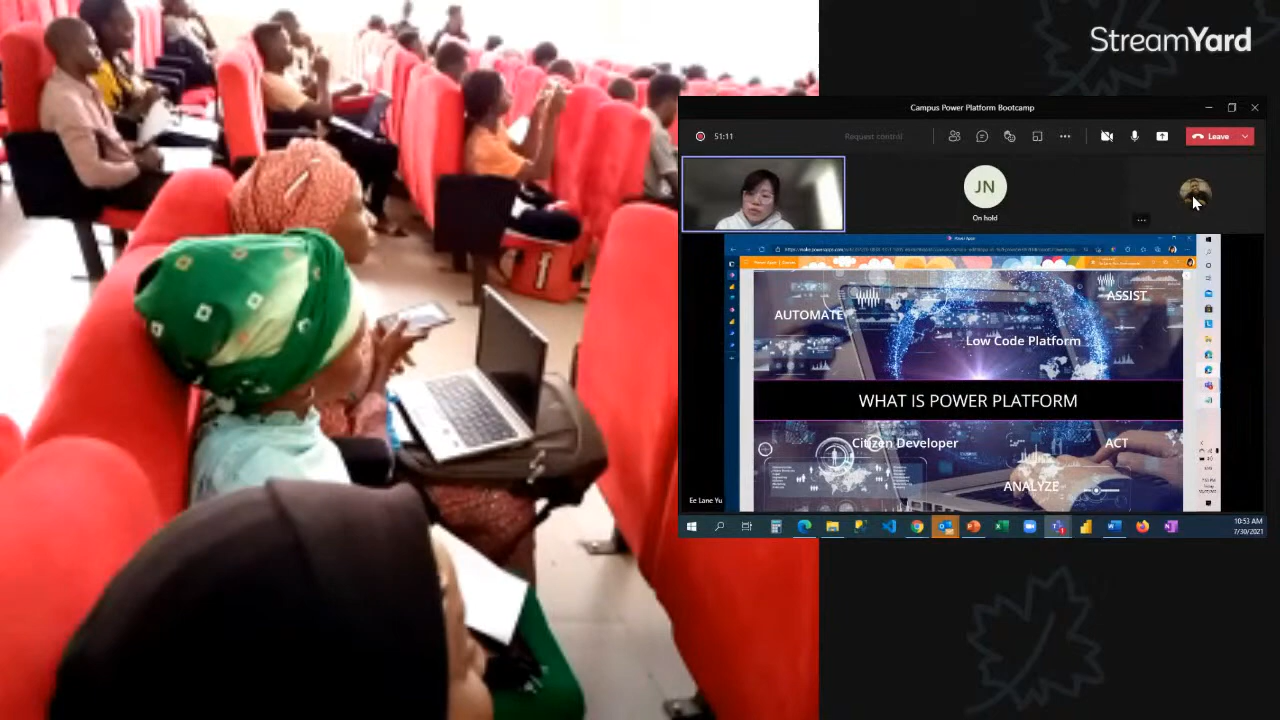 StreamYard
Campus Power Platform Bootcamp
51:11
Request control
Leave
JN
On hold
ASSIST
AUTOMATE
Low Code Platform
WHAT IS POWER PLATFORM
Citizen Developer
ACT
ANALYZE
Ee Lane Yu
10:53 AM
7/30/2021